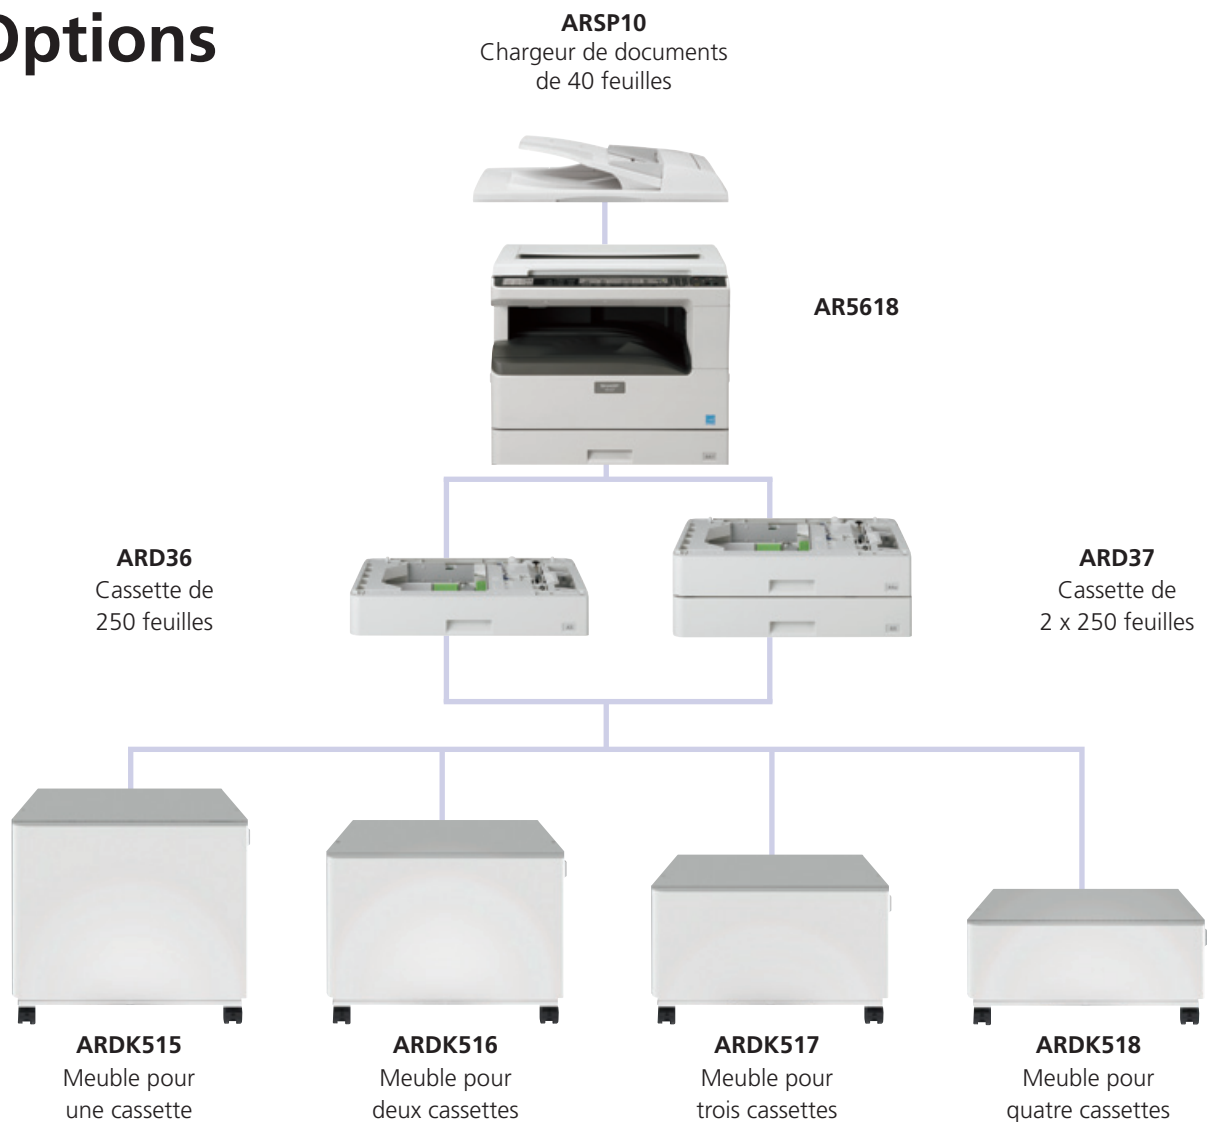 Options
ARSP10
Chargeur de documents
de 40 feuilles
AR5618
ARD36
Cassette de
250 feuilles
ARD37
Cassette de
2 x 250 feuilles
ARDK515
Meuble pour
une cassette
ARDK516
Meuble pour
deux cassettes
ARDK517
Meuble pour
trois cassettes
ARDK518
Meuble pour
quatre cassettes